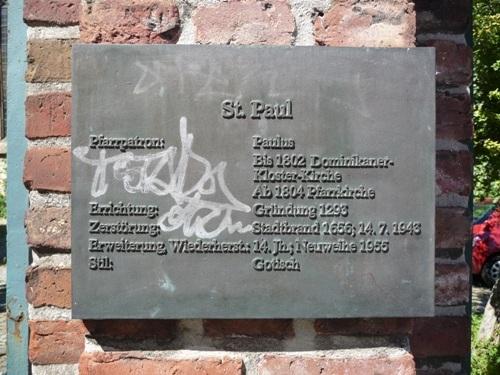 St. Paul
Pfarrpatron: Paulus
Bis 1802 Dominikaner-
Kloster-Kirche
Ab 1804 Pfarrkirche
Errichtung: Gründung 1293
Zerstörung: Stadtbrand 1656; 14. 7. 1943
Erweiterung, Wiederherst.: 14. Jh.; Neuweihe 1955
Stil: Gotisch